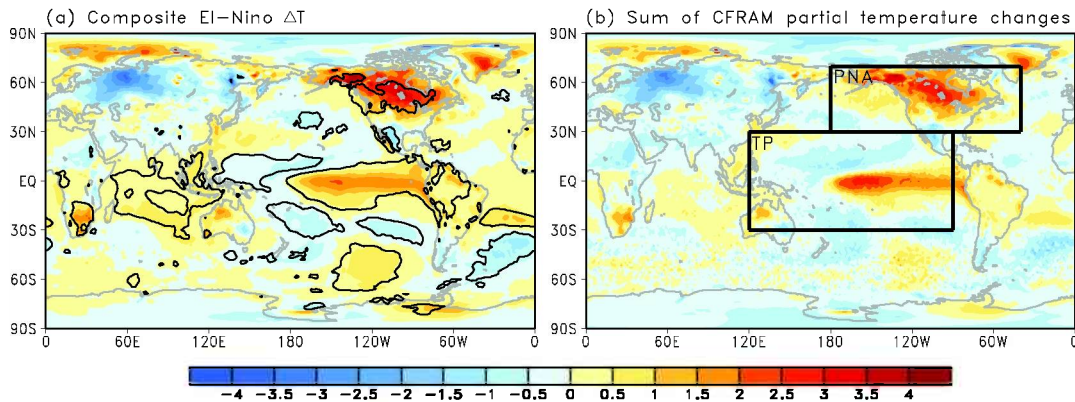 (a) Composite El-Nino △T
(b) Sum of CFRAM partial temperature changes
90N
60N
30N
EQ
30S
60S
90S
0
60E
120E
180
120W
60W
0
90N
60N
30N
EQ
30S
60S
90S
0
60E
120E
180
120W
60W
0
PNA
TP
-4 -3.5 -3 -2.5 -2 -1.5 -1 -0.5 0 0.5 1 1.5 2 2.5 3 3.5 4